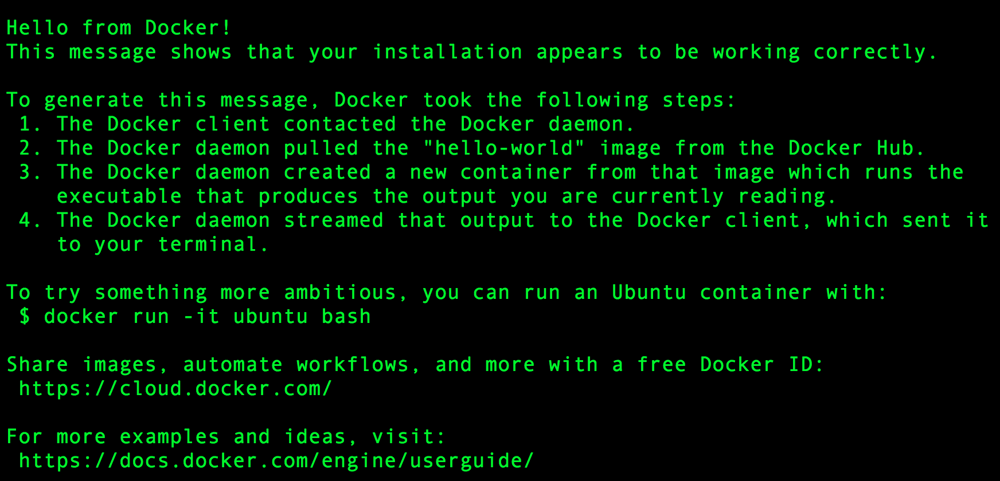 Hello from Docker!
This message shows that your installation appears to be working correctly.

To generate this message, Docker took the following steps:
 1. The Docker client contacted the Docker daemon.
 2. The Docker daemon pulled the "hello-world" image from the Docker Hub.
 3. The Docker daemon created a new container from that image which runs the
    executable that produces the output you are currently reading.
 4. The Docker daemon streamed that output to the Docker client, which sent it
    to your terminal.

To try something more ambitious, you can run an Ubuntu container with:
 $ docker run -it ubuntu bash

Share images, automate workflows, and more with a free Docker ID:
 https://cloud.docker.com/

For more examples and ideas, visit:
 https://docs.docker.com/engine/userguide/